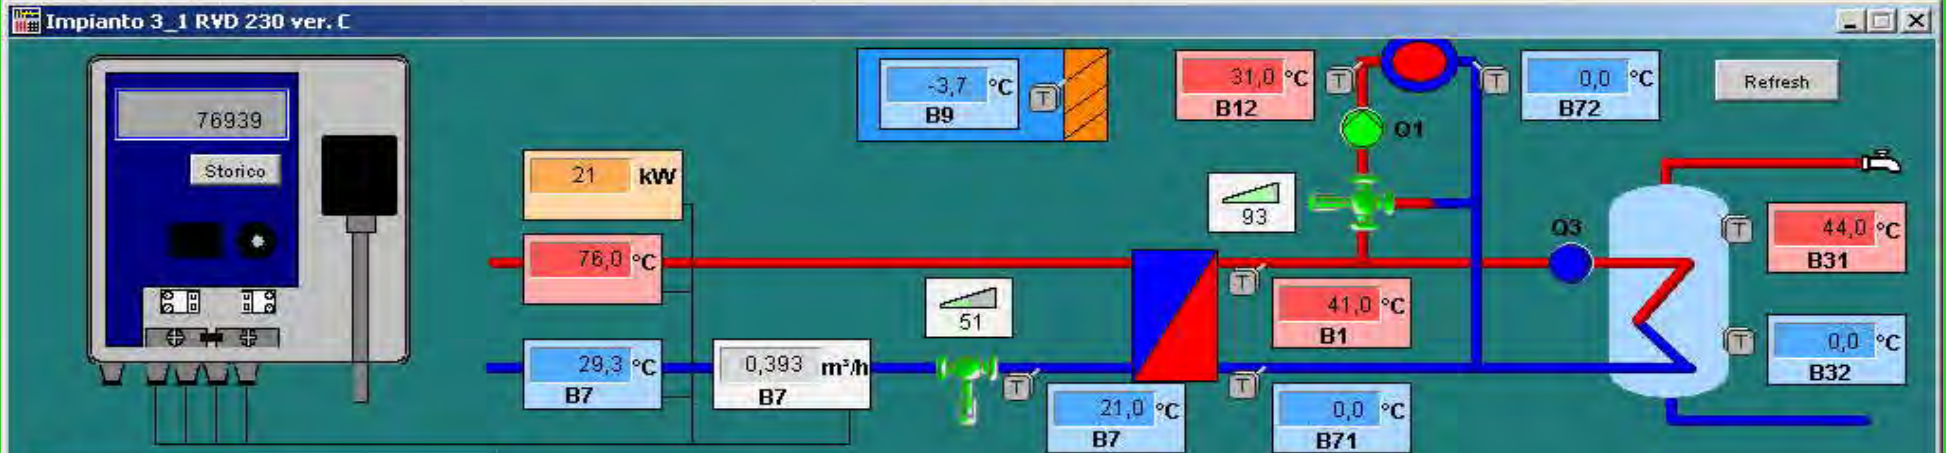 Impianto 3_1 RVD 230 ver. C
76939
Storico
-3,7 °C
B9
T
31,0 °C
B12
T
T
0,0 °C
B72
Refresh
Q1
21 kW
93
Q3
T
44,0 °C
B31
76,0 °C
51
T
41,0 °C
B1
T
0,0 °C
B32
29,3 °C
B7
0,393 m³/h
B7
T
21,0 °C
B7
T
0,0 °C
B71